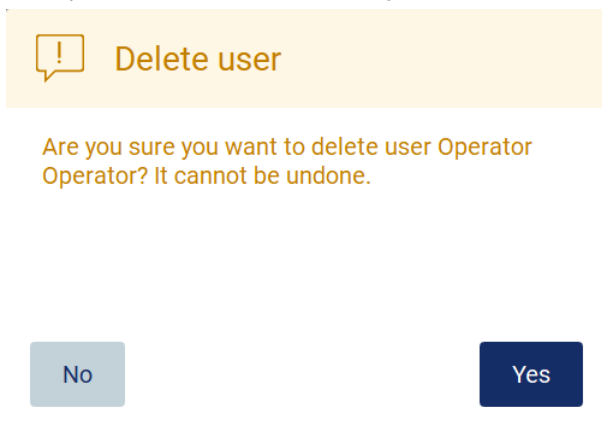 Delete user
Are you sure you want to delete user Operator
Operator? It cannot be undone.
No
Yes